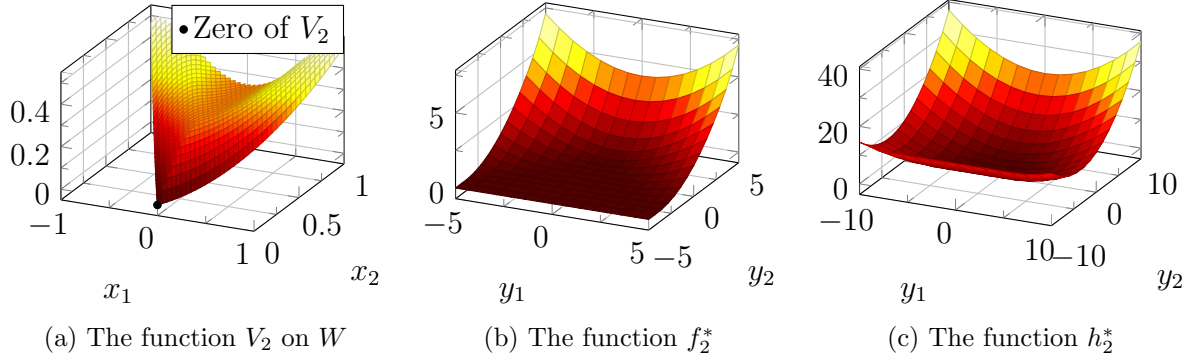 Zero of V₂
0
0.2
0.4
−1
0
1
0
0.5
1
x₁
x₂
(a) The function V₂ on W
0
5
−5
0
5
−5
0
5
y₁
y₂
(b) The function f₂*
0
20
40
−10
0
10
−10
0
10
y₁
y₂
(c) The function h₂*